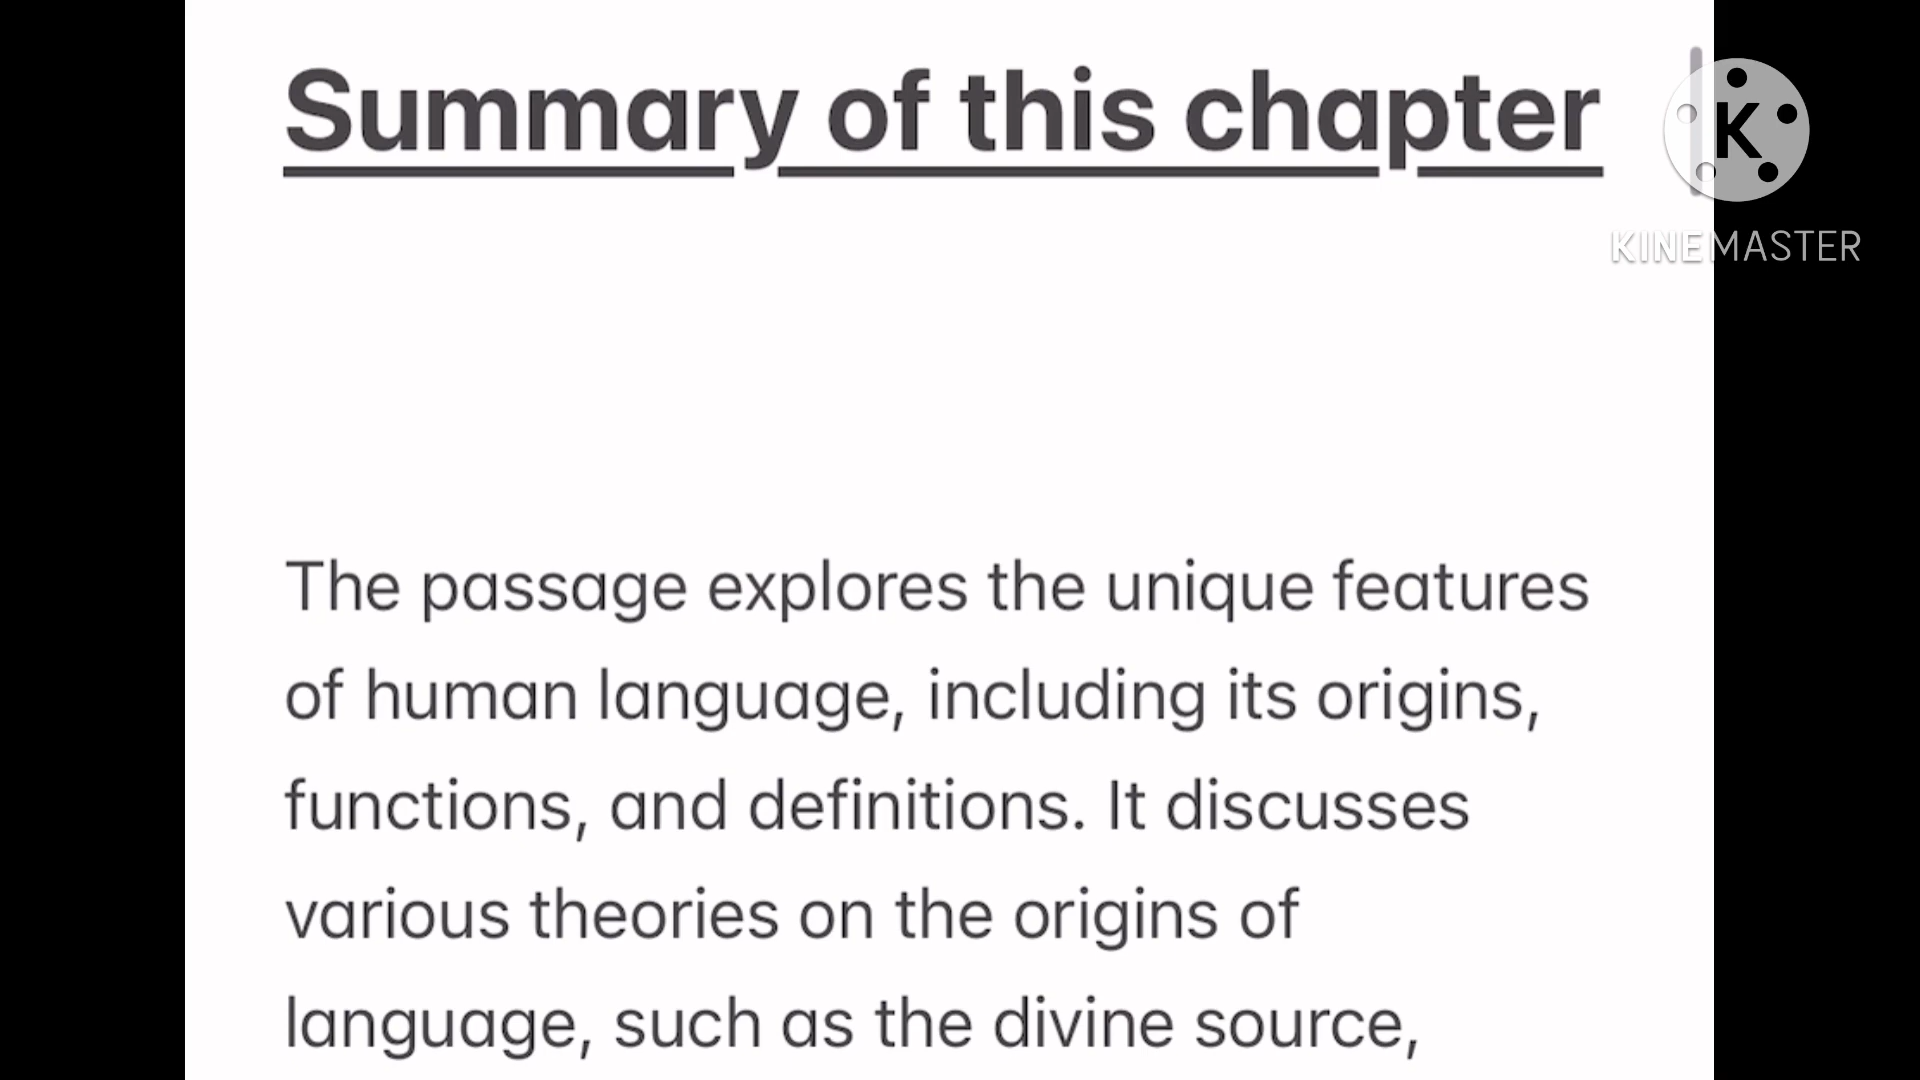 Summary of this chapter
K
KINEMASTER
The passage explores the unique features
of human language, including its origins,
functions, and definitions. It discusses
various theories on the origins of
language, such as the divine source,